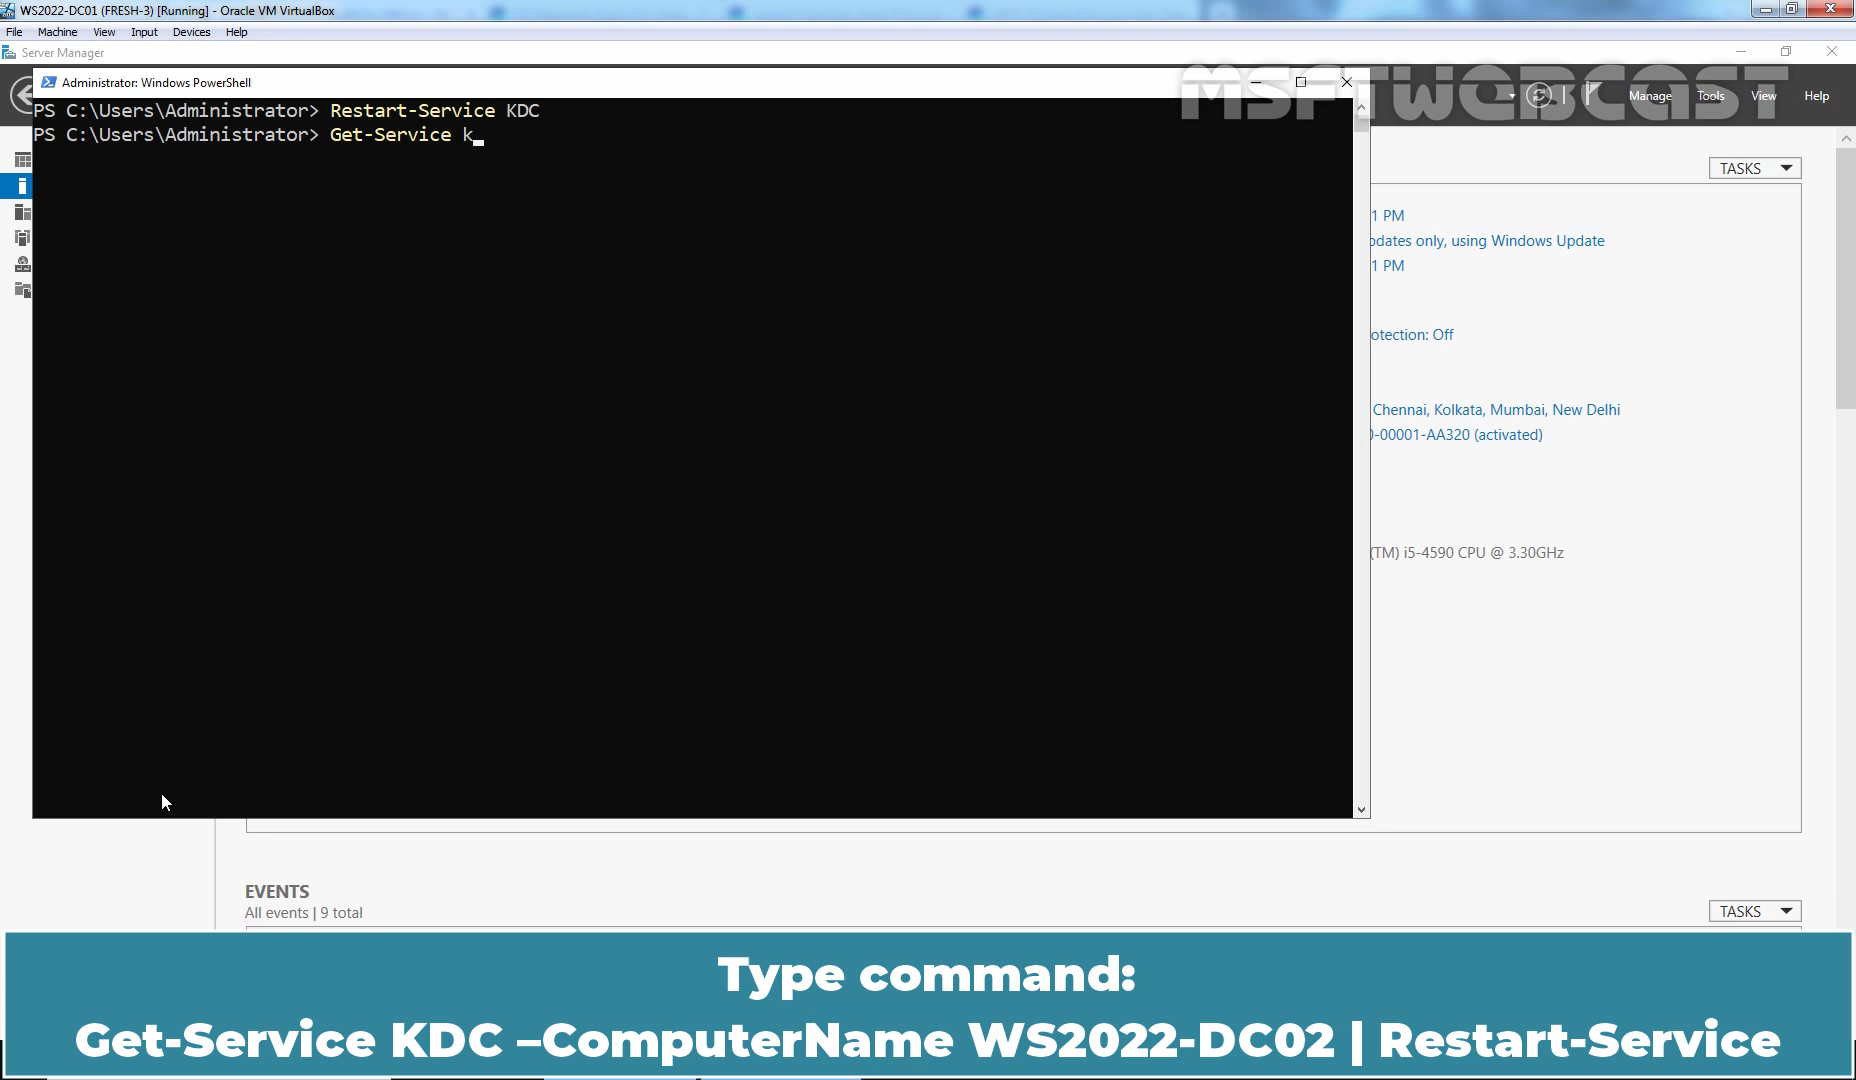 WS2022-DC01 (FRESH-3) [Running] - Oracle VM VirtualBox
File Machine View Input Devices Help
Server Manager
Administrator: Windows PowerShell
MSFTWEBCAST
Manage Tools View Help
PS C:\Users\Administrator> Restart-Service KDC
PS C:\Users\Administrator> Get-Service k
TASKS
1 PM
pdates only, using Windows Update
1 PM
otection: Off
Chennai, Kolkata, Mumbai, New Delhi
0-00001-AA320 (activated)
(TM) i5-4590 CPU @ 3.30GHz
EVENTS
All events | 9 total
TASKS
Type command:
Get-Service KDC –ComputerName WS2022-DC02 | Restart-Service